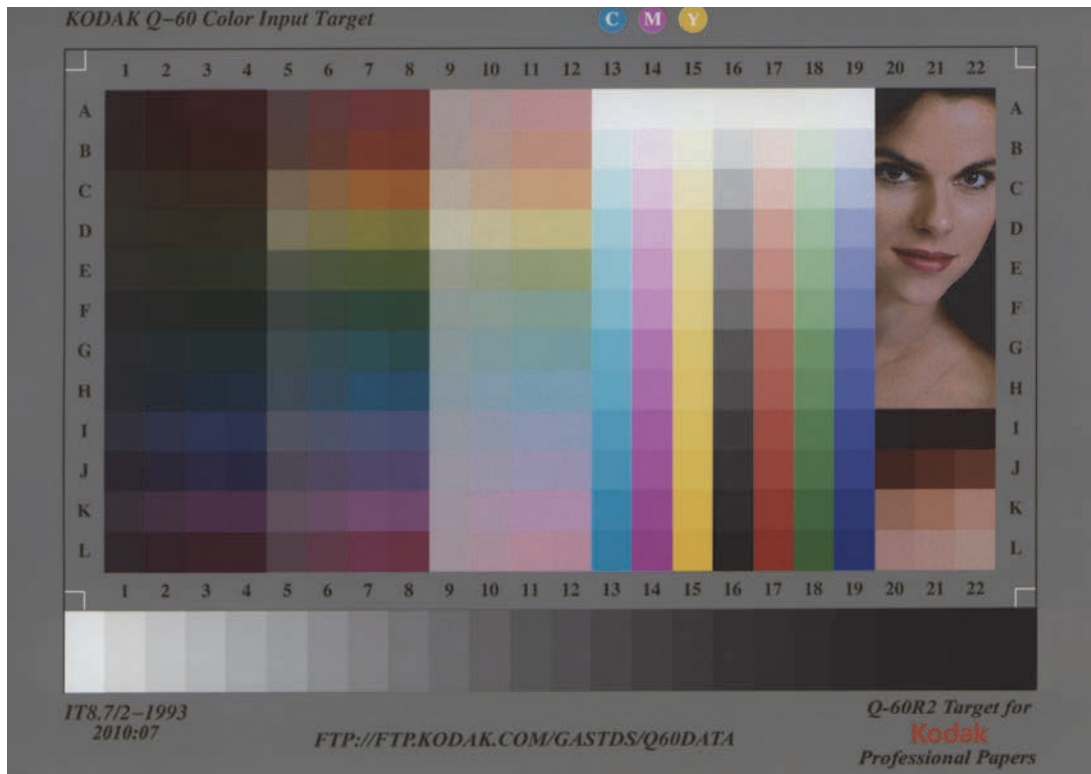 KODAK Q-60 Color Input Target
C M Y
1 2 3 4 5 6 7 8 9 10 11 12 13 14 15 16 17 18 19 20 21 22
A A
B B
C C
D D
E E
F F
G G
H H
I I
J J
K K
L L
1 2 3 4 5 6 7 8 9 10 11 12 13 14 15 16 17 18 19 20 21 22
IT8.7/2-1993
2010:07
FTP://FTP.KODAK.COM/GASTDS/Q60DATA
Q-60R2 Target for
Kodak
Professional Papers